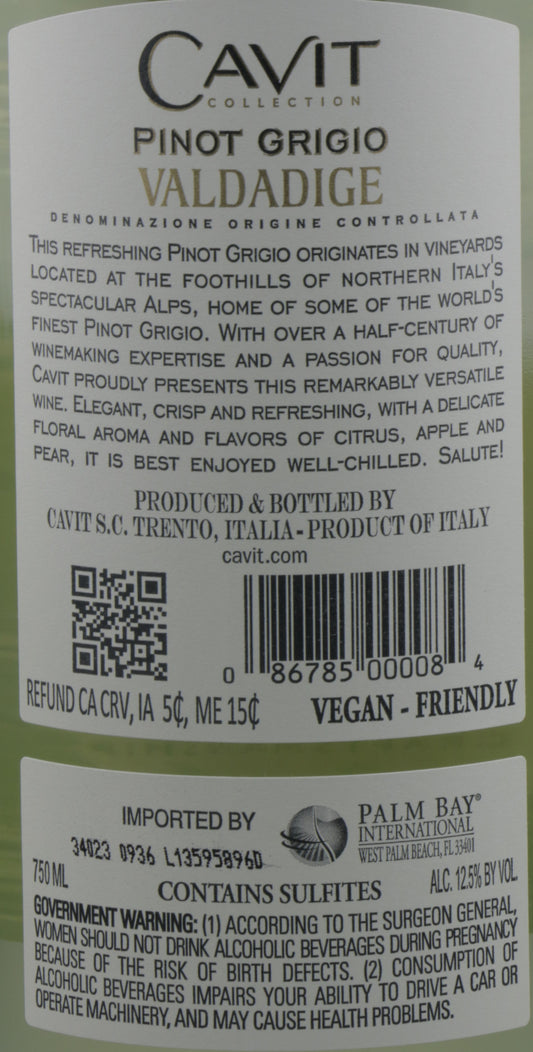 CAVIT
COLLECTION
PINOT GRIGIO
VALDADIGE
DENOMINAZIONE ORIGINE CONTROLLATA
THIS REFRESHING PINOT GRIGIO ORIGINATES IN VINEYARDS
LOCATED AT THE FOOTHILLS OF NORTHERN ITALY'S
SPECTACULAR ALPS, HOME OF SOME OF THE WORLD'S
FINEST PINOT GRIGIO. WITH OVER A HALF-CENTURY OF
WINEMAKING EXPERTISE AND A PASSION FOR QUALITY,
CAVIT PROUDLY PRESENTS THIS REMARKABLY VERSATILE
WINE. ELEGANT, CRISP AND REFRESHING, WITH A DELICATE
FLORAL AROMA AND FLAVORS OF CITRUS, APPLE AND
PEAR, IT IS BEST ENJOYED WELL-CHILLED. SALUTE!
PRODUCED & BOTTLED BY
CAVIT S.C. TRENTO, ITALIA - PRODUCT OF ITALY
cavit.com
0 86785 00008 4
REFUND CA CRV, IA 5¢, ME 15¢
VEGAN - FRIENDLY
IMPORTED BY
PALM BAY®
INTERNATIONAL
WEST PALM BEACH, FL 33401
34023 0936 L13595896D
750 ML
CONTAINS SULFITES
ALC. 12.5% BY VOL.
GOVERNMENT WARNING: (1) ACCORDING TO THE SURGEON GENERAL,
WOMEN SHOULD NOT DRINK ALCOHOLIC BEVERAGES DURING PREGNANCY
BECAUSE OF THE RISK OF BIRTH DEFECTS. (2) CONSUMPTION OF
ALCOHOLIC BEVERAGES IMPAIRS YOUR ABILITY TO DRIVE A CAR OR
OPERATE MACHINERY, AND MAY CAUSE HEALTH PROBLEMS.